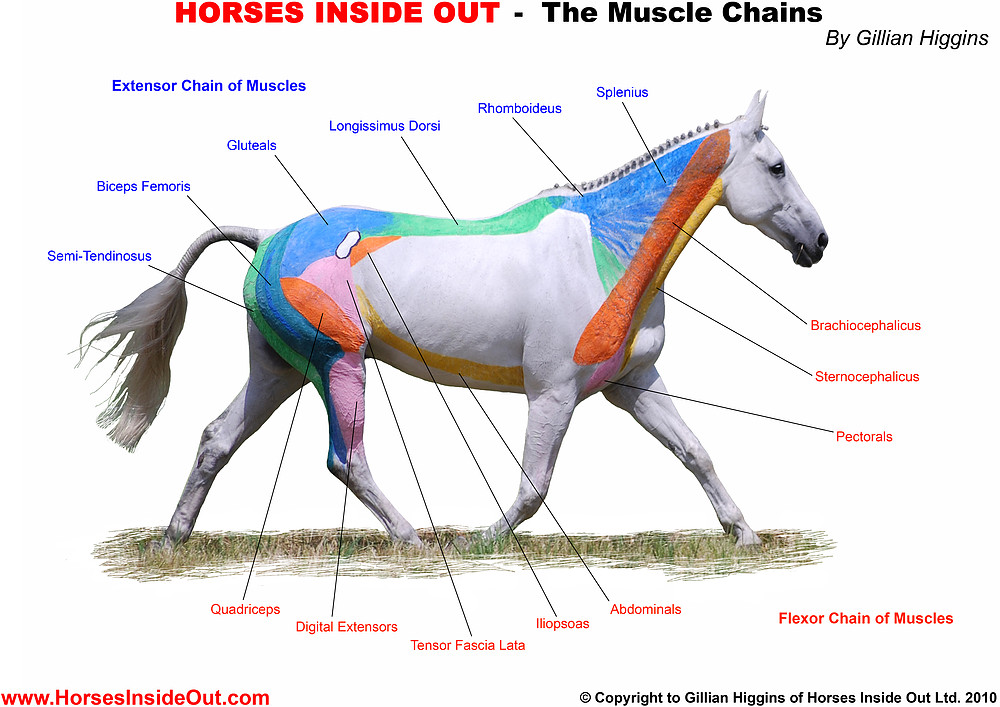 HORSES INSIDE OUT - The Muscle Chains
By Gillian Higgins
Extensor Chain of Muscles
Splenius
Rhomboideus
Longissimus Dorsi
Gluteals
Biceps Femoris
Semi-Tendinosus
Brachiocephalicus
Sternocephalicus
Pectorals
Quadriceps
Digital Extensors
Tensor Fascia Lata
Iliopsoas
Abdominals
Flexor Chain of Muscles
www.HorsesInsideOut.com
© Copyright to Gillian Higgins of Horses Inside Out Ltd. 2010